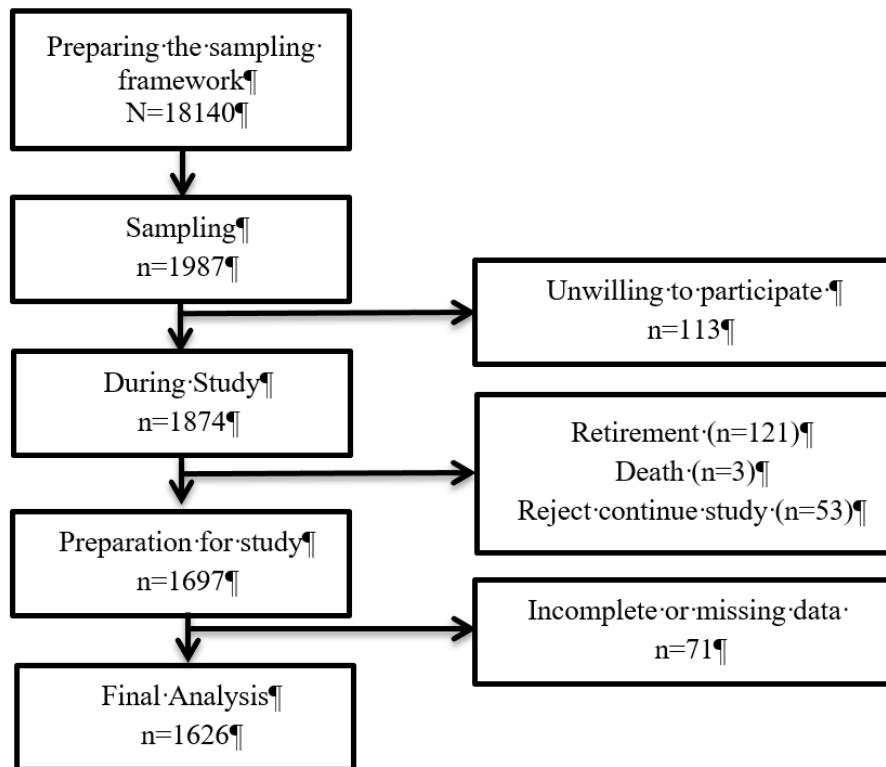 Preparing·the·sampling·
framework¶
N=18140¶
Sampling¶
n=1987¶
Unwilling·to·participate·¶
n=113¶
During·Study¶
n=1874¶
Retirement·(n=121)¶
Death·(n=3)¶
Reject·continue·study·(n=53)¶
Preparation·for·study¶
n=1697¶
Incomplete·or·missing·data·
n=71¶
Final·Analysis¶
n=1626¶